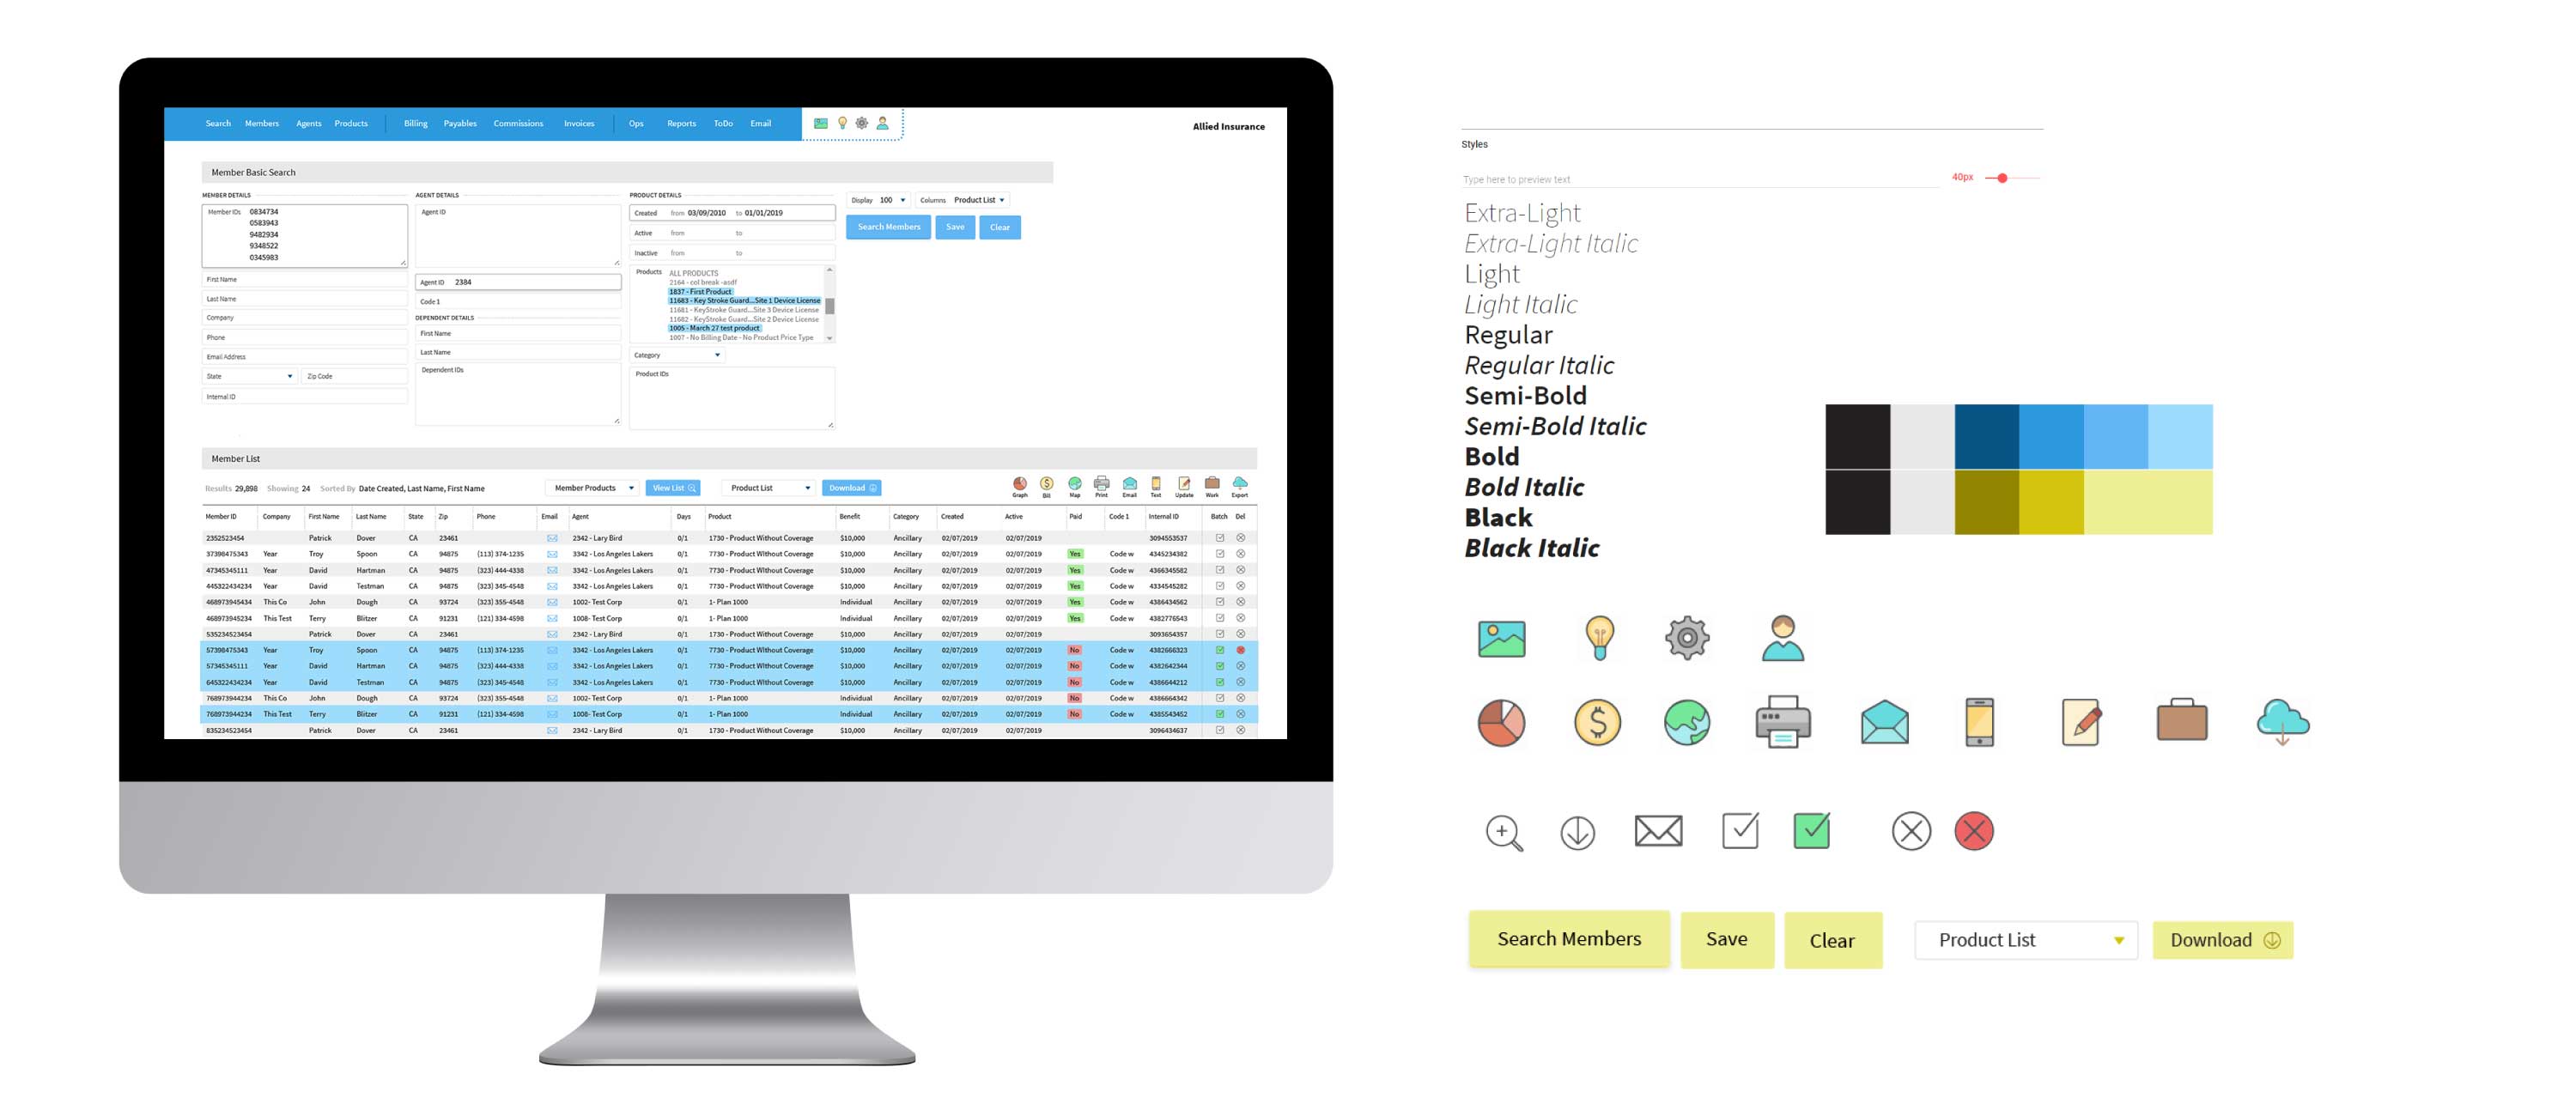 Search Members Agents Products Billing Payables Commissions Invoices Ops Reports ToDo Email
Allied Insurance
Member Basic Search
MEMBER DETAILS
Member IDs 0834734
0583943
9482934
9348522
0345983
First Name
Last Name
Company
Phone
Email Address
State Zip Code
Internal ID
AGENT DETAILS
Agent ID
Agent ID 2384
Code 1
DEPENDENT DETAILS
First Name
Last Name
Dependent IDs
PRODUCT DETAILS
Created from 03/09/2010 to 01/01/2019
Active from to
Inactive from to
Products ALL PRODUCTS
2164 - col break -asdf
1837 - First Product
11683 - Key Stroke Guard...Site 1 Device License
11681 - KeyStroke Guard...Site 3 Device License
11682 - KeyStroke Guard...Site 2 Device License
1005 - March 27 test product
1007 - No Billing Date - No Product Price Type
Category
Product IDs
Display 100 Columns Product List
Search Members Save Clear
Member List
Results 29,898 Showing 24 Sorted By Date Created, Last Name, First Name Member Products View List Product List Download
Graph Bill Map Print Email Text Update Work Export
Member ID Company First Name Last Name State Zip Phone Email Agent Days Product Benefit Category Created Active Paid Code 1 Internal ID Batch Del
2352523454 Patrick Dover CA 23461 2342 - Lary Bird 0/1 1730 - Product Without Coverage $10,000 Ancillary 02/07/2019 02/07/2019 3094553537
37398475343 Year Troy Spoon CA 94875 (113) 374-1235 3342 - Los Angeles Lakers 0/1 7730 - Product Without Coverage $10,000 Ancillary 02/07/2019 02/07/2019 Yes Code w 4345234382
47345345111 Year David Hartman CA 94875 (323) 444-4338 3342 - Los Angeles Lakers 0/1 7730 - Product Without Coverage $10,000 Ancillary 02/07/2019 02/07/2019 Yes Code w 4366345582
445322434234 Year David Testman CA 94875 (323) 345-4548 3342 - Los Angeles Lakers 0/1 7730 - Product Without Coverage $10,000 Ancillary 02/07/2019 02/07/2019 Yes Code w 4334545282
468973945434 This Co John Dough CA 93724 (323) 355-4548 1002- Test Corp 0/1 1- Plan 1000 Individual Ancillary 02/07/2019 02/07/2019 Yes Code w 4386434562
468973945234 This Test Terry Blitzer CA 91231 (121) 334-4598 1008- Test Corp 0/1 1- Plan 1000 Individual Ancillary 02/07/2019 02/07/2019 Yes Code w 4382776543
535234523454 Patrick Dover CA 23461 2342 - Lary Bird 0/1 1730 - Product Without Coverage $10,000 Ancillary 02/07/2019 02/07/2019 3093654357
57398475343 Year Troy Spoon CA 94875 (113) 374-1235 3342 - Los Angeles Lakers 0/1 7730 - Product Without Coverage $10,000 Ancillary 02/07/2019 02/07/2019 No Code w 4382666323
57345345111 Year David Hartman CA 94875 (323) 444-4338 3342 - Los Angeles Lakers 0/1 7730 - Product Without Coverage $10,000 Ancillary 02/07/2019 02/07/2019 No Code w 4382642344
645322434234 Year David Testman CA 94875 (323) 345-4548 3342 - Los Angeles Lakers 0/1 7730 - Product Without Coverage $10,000 Ancillary 02/07/2019 02/07/2019 No Code w 4386644212
768973944234 This Co John Dough CA 93724 (323) 355-4548 1002- Test Corp 0/1 1- Plan 1000 Individual Ancillary 02/07/2019 02/07/2019 No Code w 4386664342
768973944234 This Test Terry Blitzer CA 91231 (121) 334-4598 1008- Test Corp 0/1 1- Plan 1000 Individual Ancillary 02/07/2019 02/07/2019 No Code w 4385543452
835234523454 Patrick Dover CA 23461 2342 - Lary Bird 0/1 1730 - Product Without Coverage $10,000 Ancillary 02/07/2019 02/07/2019 3096434637
Styles
Type here to preview text 40px
Extra-Light
Extra-Light Italic
Light
Light Italic
Regular
Regular Italic
Semi-Bold
Semi-Bold Italic
Bold
Bold Italic
Black
Black Italic
Search Members Save Clear Product List Download